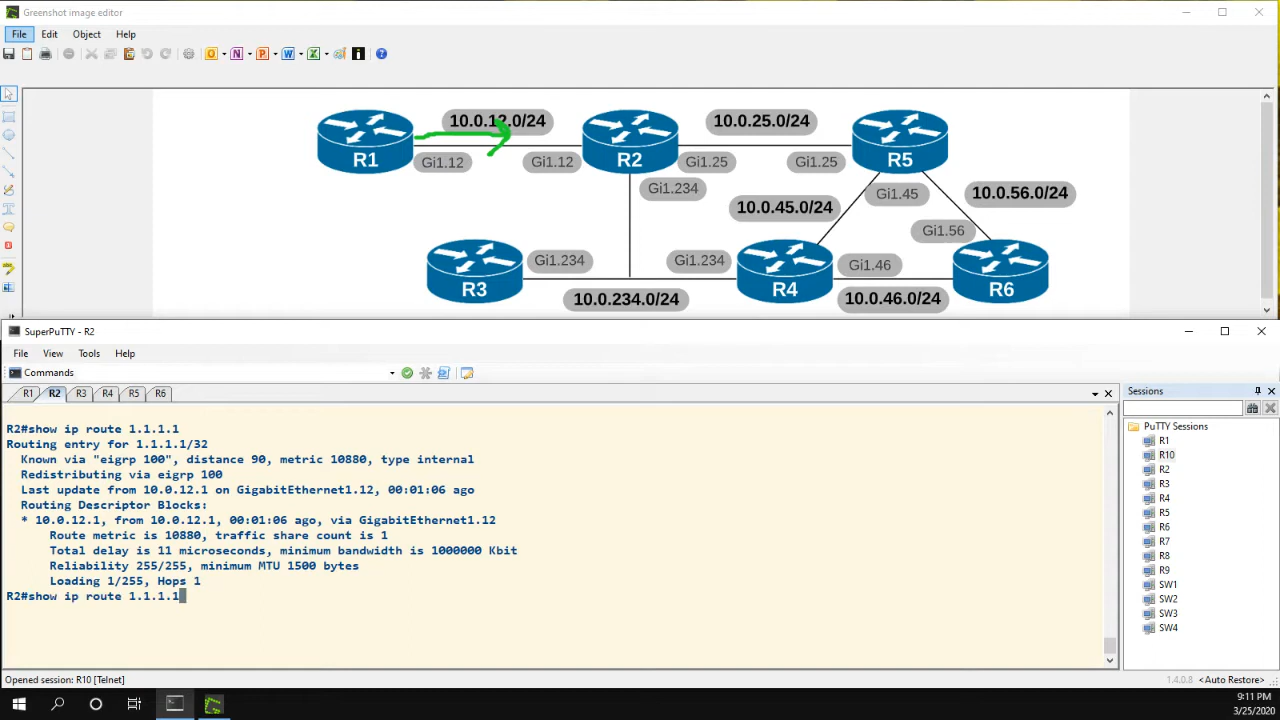 Greenshot image editor
File Edit Object Help
10.0.12.0/24 10.0.25.0/24
R1 Gi1.12 Gi1.12 R2 Gi1.25 Gi1.25 R5
Gi1.234 Gi1.45 10.0.56.0/24
10.0.45.0/24
Gi1.56
Gi1.234 Gi1.234 Gi1.46
R3 R4 R6
10.0.234.0/24 10.0.46.0/24
SuperPuTTY - R2
File View Tools Help
Commands
R1 R2 R3 R4 R5 R6
R2#show ip route 1.1.1.1
Routing entry for 1.1.1.1/32
Known via "eigrp 100", distance 90, metric 10880, type internal
Redistributing via eigrp 100
Last update from 10.0.12.1 on GigabitEthernet1.12, 00:01:06 ago
Routing Descriptor Blocks:
* 10.0.12.1, from 10.0.12.1, 00:01:06 ago, via GigabitEthernet1.12
Route metric is 10880, traffic share count is 1
Total delay is 11 microseconds, minimum bandwidth is 1000000 Kbit
Reliability 255/255, minimum MTU 1500 bytes
Loading 1/255, Hops 1
R2#show ip route 1.1.1.1
Sessions
PuTTY Sessions
R1
R10
R2
R3
R4
R5
R6
R7
R8
R9
SW1
SW2
SW3
SW4
Opened session: R10 [Telnet] 1.4.0.8 <Auto Restore>
9:11 PM
3/25/2020